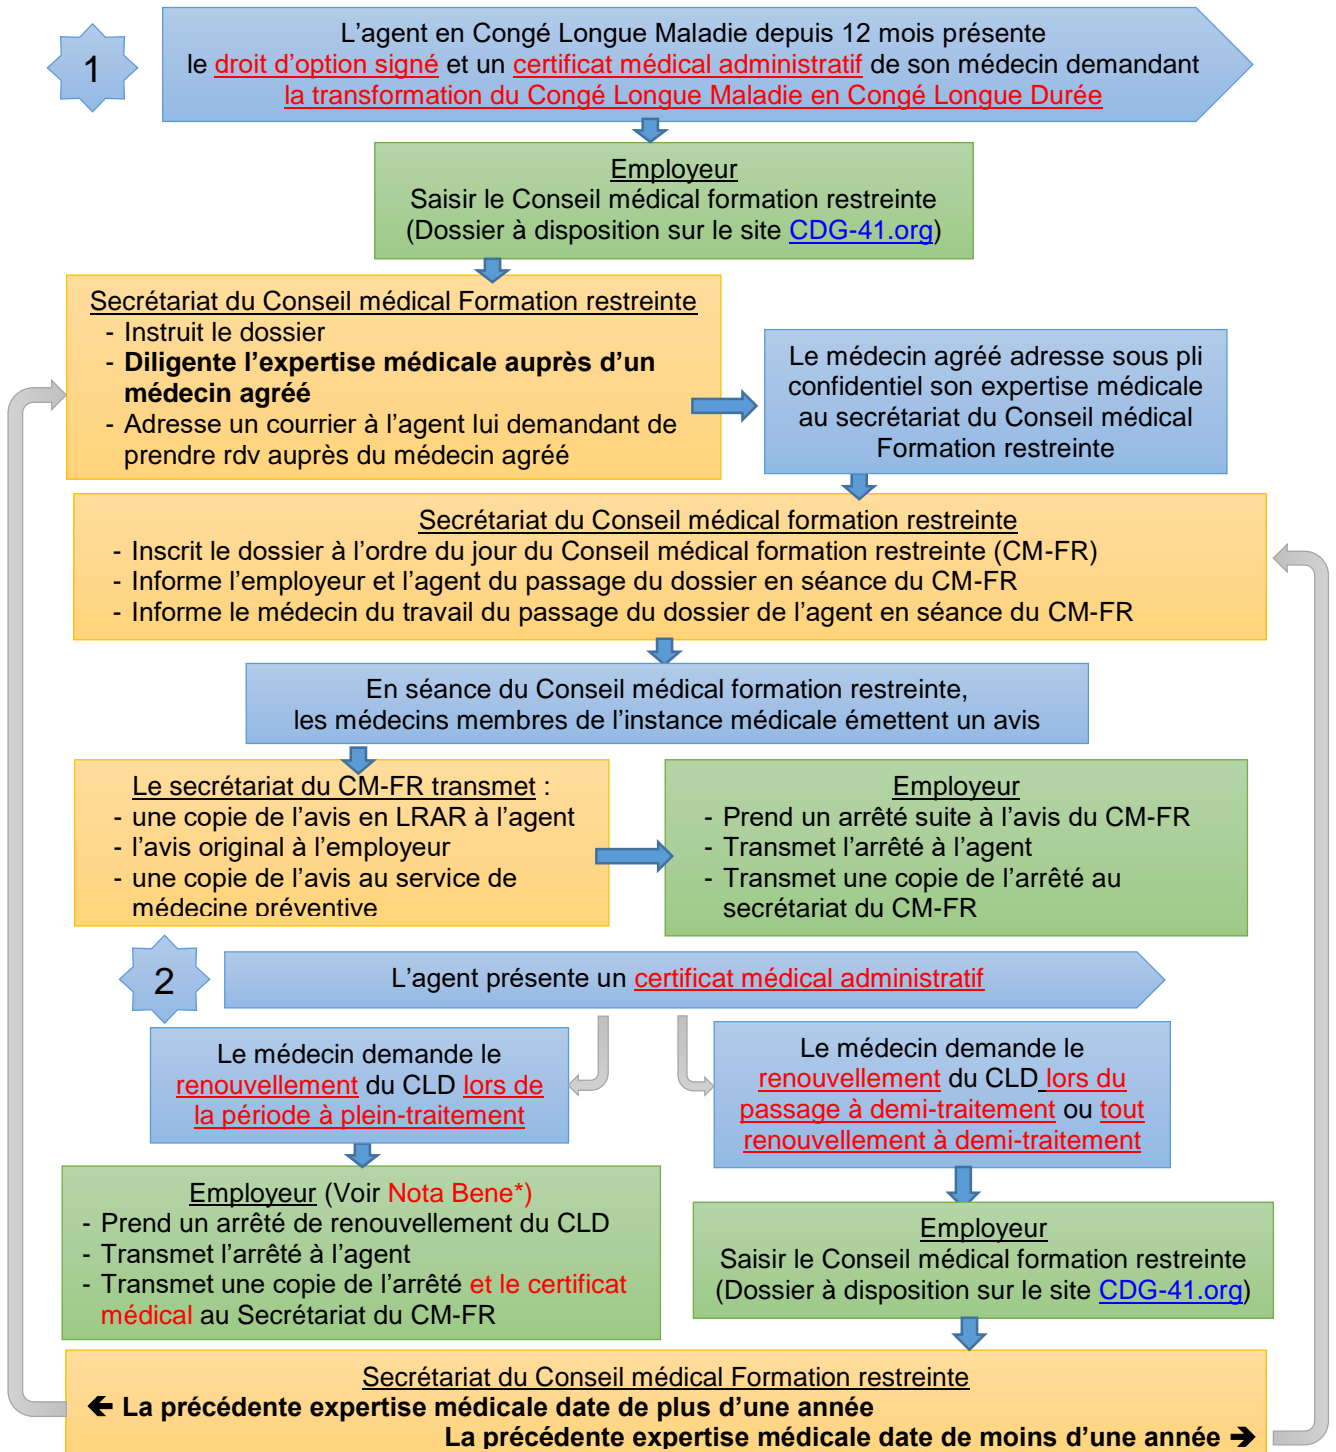 1
L'agent en Congé Longue Maladie depuis 12 mois présente
le droit d'option signé et un certificat médical administratif de son médecin demandant
la transformation du Congé Longue Maladie en Congé Longue Durée
Employeur
Saisir le Conseil médical formation restreinte
(Dossier à disposition sur le site CDG-41.org)
Secrétariat du Conseil médical Formation restreinte
- Instruit le dossier
- Diligente l'expertise médicale auprès d'un
médecin agréé
- Adresse un courrier à l'agent lui demandant de
prendre rdv auprès du médecin agréé
Le médecin agréé adresse sous pli
confidentiel son expertise médicale
au secrétariat du Conseil médical
Formation restreinte
Secrétariat du Conseil médical formation restreinte
- Inscrit le dossier à l'ordre du jour du Conseil médical formation restreinte (CM-FR)
- Informe l'employeur et l'agent du passage du dossier en séance du CM-FR
- Informe le médecin du travail du passage du dossier de l'agent en séance du CM-FR
En séance du Conseil médical formation restreinte,
les médecins membres de l'instance médicale émettent un avis
Le secrétariat du CM-FR transmet :
- une copie de l'avis en LRAR à l'agent
- l'avis original à l'employeur
- une copie de l'avis au service de
médecine préventive
Employeur
- Prend un arrêté suite à l'avis du CM-FR
- Transmet l'arrêté à l'agent
- Transmet une copie de l'arrêté au
secrétariat du CM-FR
2
L'agent présente un certificat médical administratif
Le médecin demande le
renouvellement du CLD lors de
la période à plein-traitement
Le médecin demande le
renouvellement du CLD lors du
passage à demi-traitement ou tout
renouvellement à demi-traitement
Employeur (Voir Nota Bene*)
- Prend un arrêté de renouvellement du CLD
- Transmet l'arrêté à l'agent
- Transmet une copie de l'arrêté et le certificat
médical au Secrétariat du CM-FR
Employeur
Saisir le Conseil médical formation restreinte
(Dossier à disposition sur le site CDG-41.org)
Secrétariat du Conseil médical Formation restreinte
🡸 La précédente expertise médicale date de plus d'une année
La précédente expertise médicale date de moins d'une année 🡺